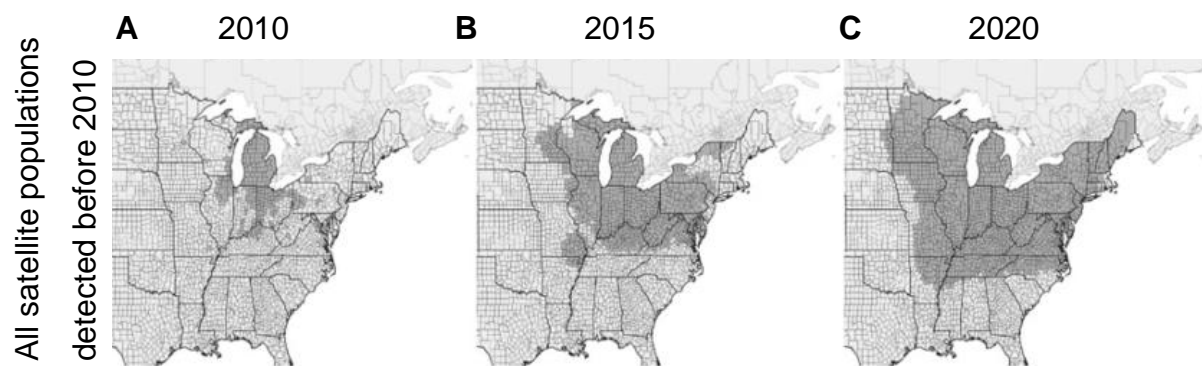 A 2010
B 2015
C 2020
All satellite populations
detected before 2010